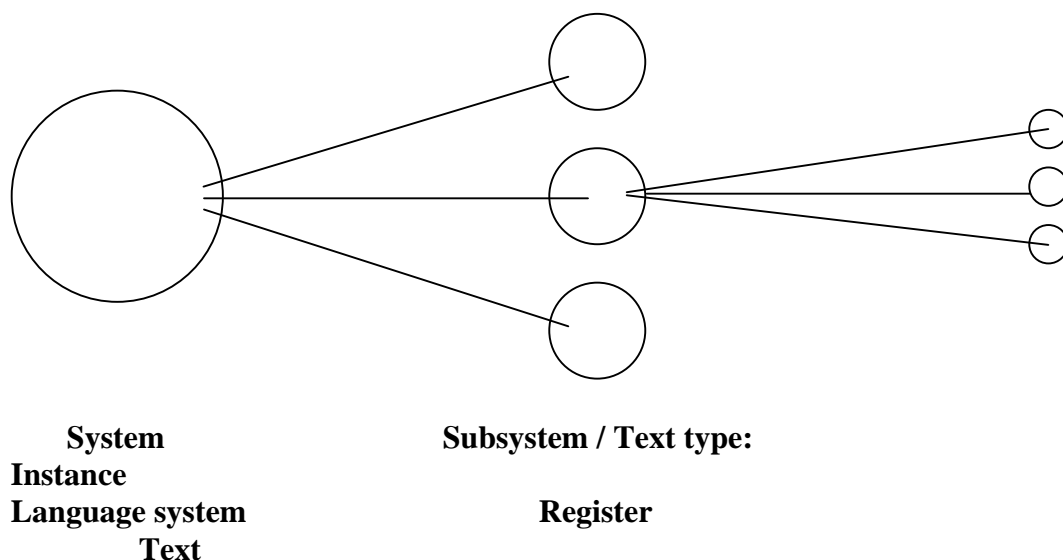 System Subsystem / Text type:
Instance
Language system Register
Text